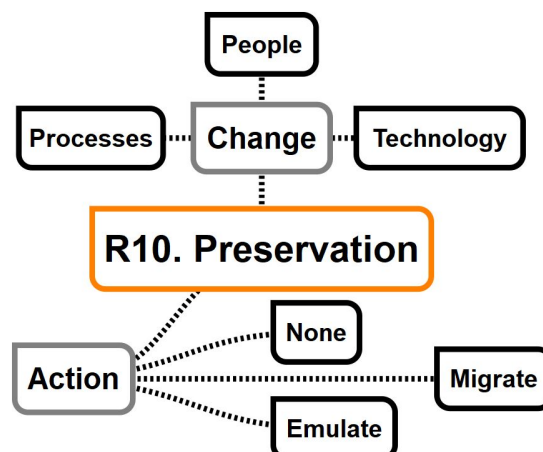 People
Processes
Change
Technology
R10. Preservation
None
Action
Migrate
Emulate